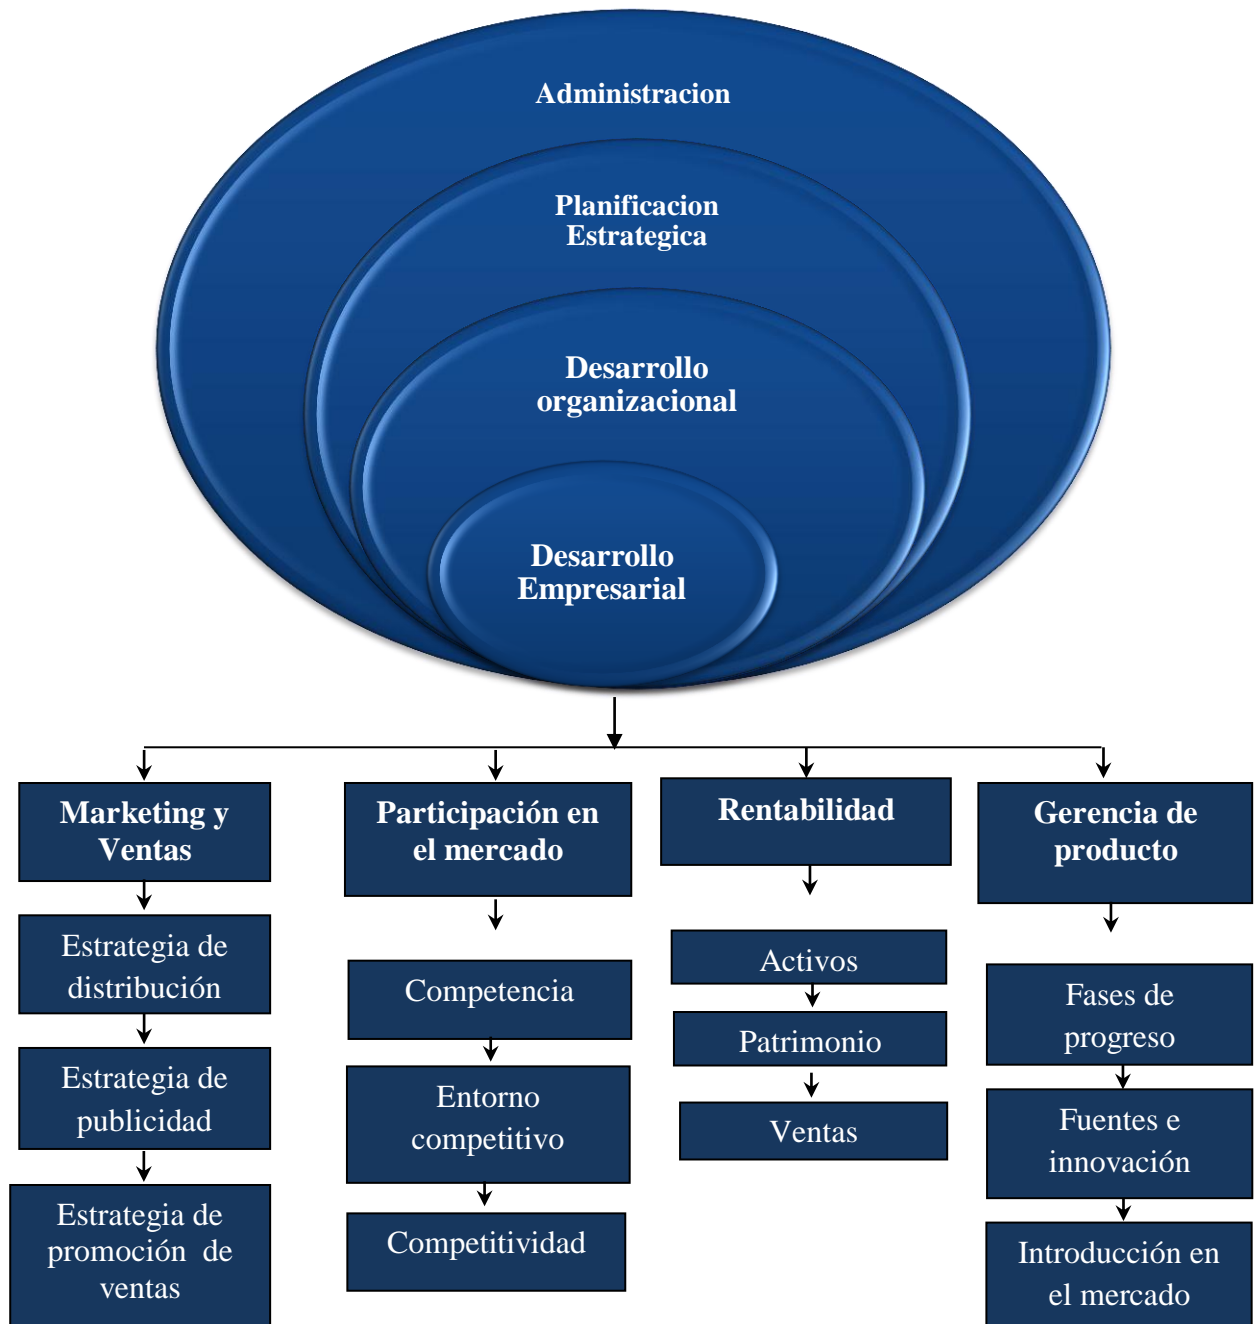 Administracion
Planificacion
Estrategica
Desarrollo
organizacional
Desarrollo
Empresarial
Marketing y
Ventas
Estrategia de
distribución
Estrategia de
publicidad
Estrategia de
promoción de
ventas
Participación en
el mercado
Competencia
Entorno
competitivo
Competitividad
Rentabilidad
Activos
Patrimonio
Ventas
Gerencia de
producto
Fases de
progreso
Fuentes e
innovación
Introducción en
el mercado